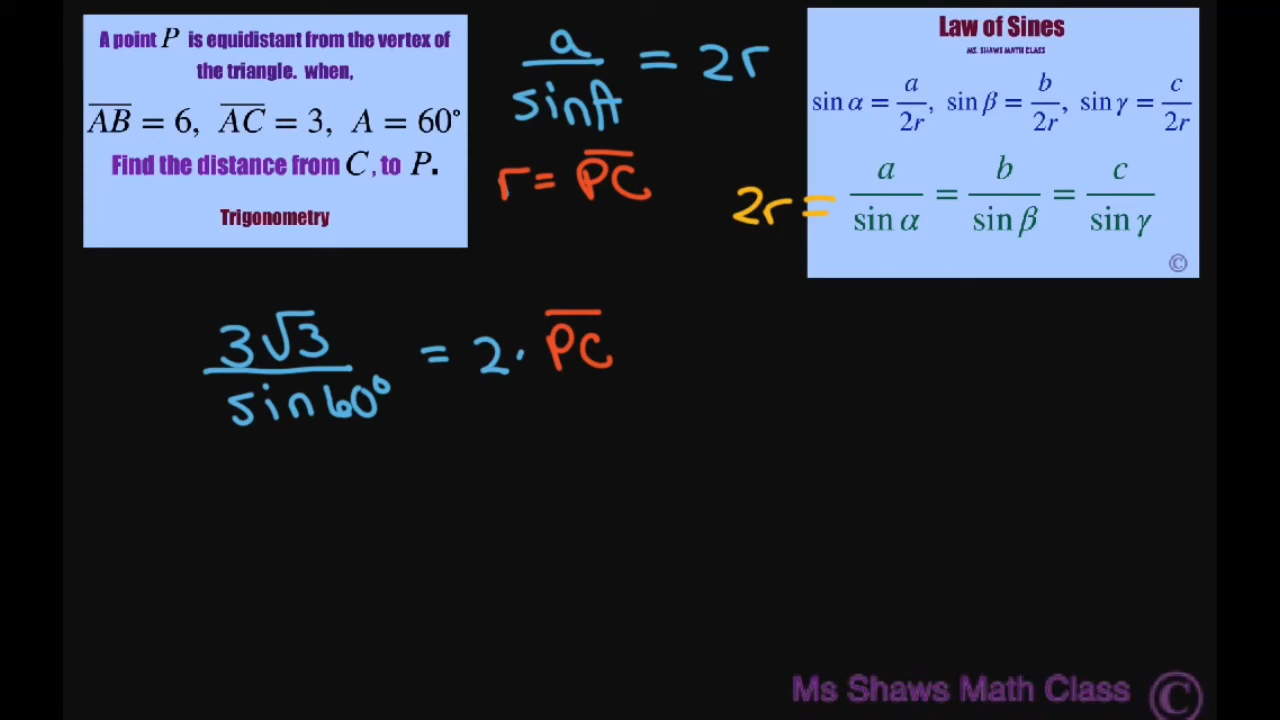 A point P is equidistant from the vertex of
the triangle. when,
AB = 6, AC = 3, A = 60°
Find the distance from C, to P.
Trigonometry
a/sinA = 2r
r = PC
Law of Sines
MS. SHAWS MATH CLASS
sin α = a/2r, sin β = b/2r, sin γ = c/2r
2r = a/sin α = b/sin β = c/sin γ
©
3√3/sin60° = 2 · PC
Ms Shaws Math Class ©